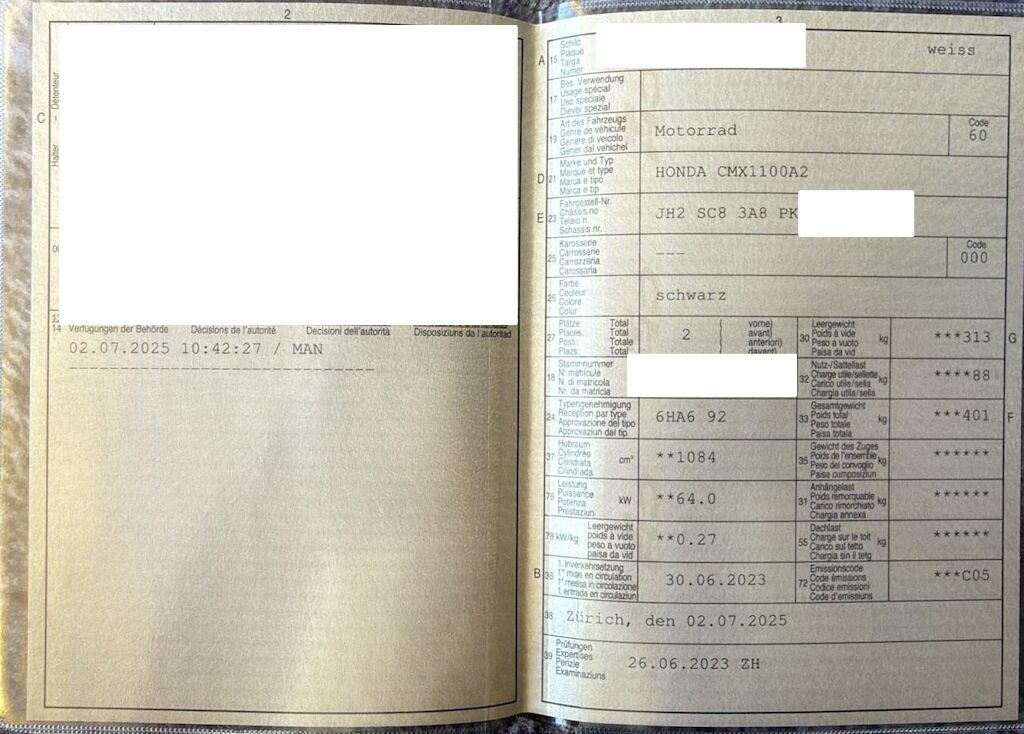 2
C
Détenteur
Halter
14 Verfügungen der Behörde Décisions de l'autorité Decisioni dell'autorità Disposiziuns da l'autoritad
02.07.2025 10:42:27 / MAN
3
A 15 Schild
Plaque
Targa
Numer
weiss
17 Bes. Verwendung
Usage spécial
Uso speciale
Diever spezial
19 Art des Fahrzeugs
Genre de véhicule
Genere di veicolo
Gener dal vehichel
Motorrad
Code
60
D 21 Marke und Typ
Marque et type
Marca e tipo
Marca e tip
HONDA CMX1100A2
E 23 Fahrgestell-Nr.
Châssis no
Telaio n.
Schassis nr.
JH2 SC8 3A8 PK
25 Karosserie
Carrosserie
Carrozzeria
Carossaria
---
Code
000
26 Farbe
Couleur
Colore
Colur
schwarz
27 Plätze Total
Places: Total
Posti: Totale
Plazs: Total
2
( vorne)
( avant)
( anteriori)
( davant)
30 Leergewicht
Poids à vide
Peso a vuoto
Paisa da vid
kg
***313
G
18 Stammnummer
N° matricule
N. di matricola
Nr. da matricla
32 Nutz-/Sattellast
Charge utile/sellette
Carico utile/sella
Chargia utila/sella
kg
****88
24 Typengenehmigung
Réception par type
Approvazione del tipo
Approvaziun dal tip
6HA6 92
33 Gesamtgewicht
Poids total
Peso totale
Paisa totala
kg
***401
F
37 Hubraum
Cylindrée
Cilindrata
Cilindrada
cm³
**1084
35 Gewicht des Zuges
Poids de l'ensemble
Peso del convoglio
Paisa cumposiziun
kg
******
76 Leistung
Puissance
Potenza
Prestaziun
kW
**64.0
31 Anhängelast
Poids remorquable
Carico rimorchiato
Chargia annexa
kg
******
78 kW/kg
Leergewicht
poids à vide
peso a vuoto
paisa da vid
**0.27
55 Dachlast
Charge sur le toit
Carico sul tetto
Chargia sin il tetg
kg
******
B 36 1. Inverkehrsetzung
1re mise en circulation
1a messa in circolazione
1. entrada en circulaziun
30.06.2023
72 Emissionscode
Code émissions
Codice emissioni
Code d'emissiuns
***C05
38 Zürich, den 02.07.2025
39 Prüfungen
Expertises
Perizie
Examinaziuns
26.06.2023 ZH